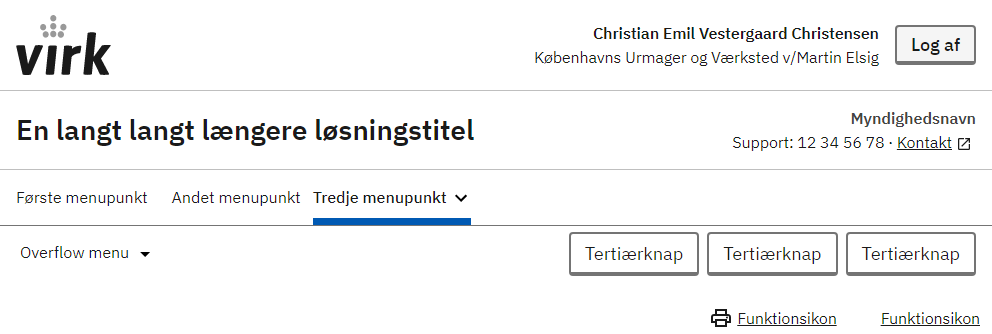 virk
Christian Emil Vestergaard Christensen
Københavns Urmager og Værksted v/Martin Elsig
Log af
En langt langt længere løsningstitel
Myndighedsnavn
Support: 12 34 56 78 · Kontakt
Første menupunkt Andet menupunkt Tredje menupunkt
Overflow menu Tertiærknap Tertiærknap Tertiærknap
Funktionsikon Funktionsikon